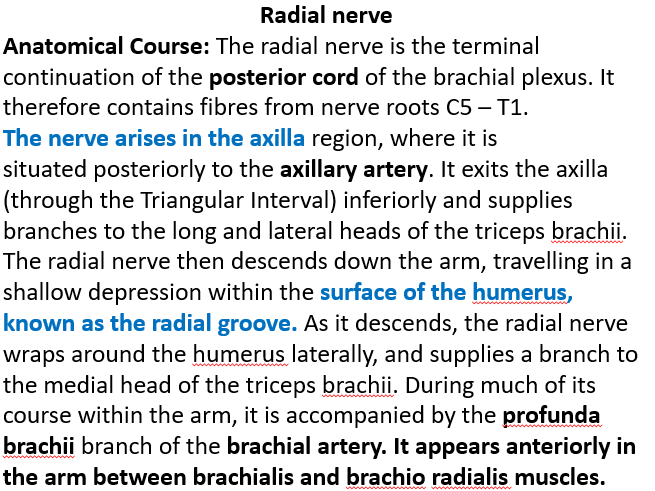 Radial nerve
Anatomical Course: The radial nerve is the terminal
continuation of the posterior cord of the brachial plexus. It
therefore contains fibres from nerve roots C5 – T1.
The nerve arises in the axilla region, where it is
situated posteriorly to the axillary artery. It exits the axilla
(through the Triangular Interval) inferiorly and supplies
branches to the long and lateral heads of the triceps brachii.
The radial nerve then descends down the arm, travelling in a
shallow depression within the surface of the humerus,
known as the radial groove. As it descends, the radial nerve
wraps around the humerus laterally, and supplies a branch to
the medial head of the triceps brachii. During much of its
course within the arm, it is accompanied by the profunda
brachii branch of the brachial artery. It appears anteriorly in
the arm between brachialis and brachio radialis muscles.